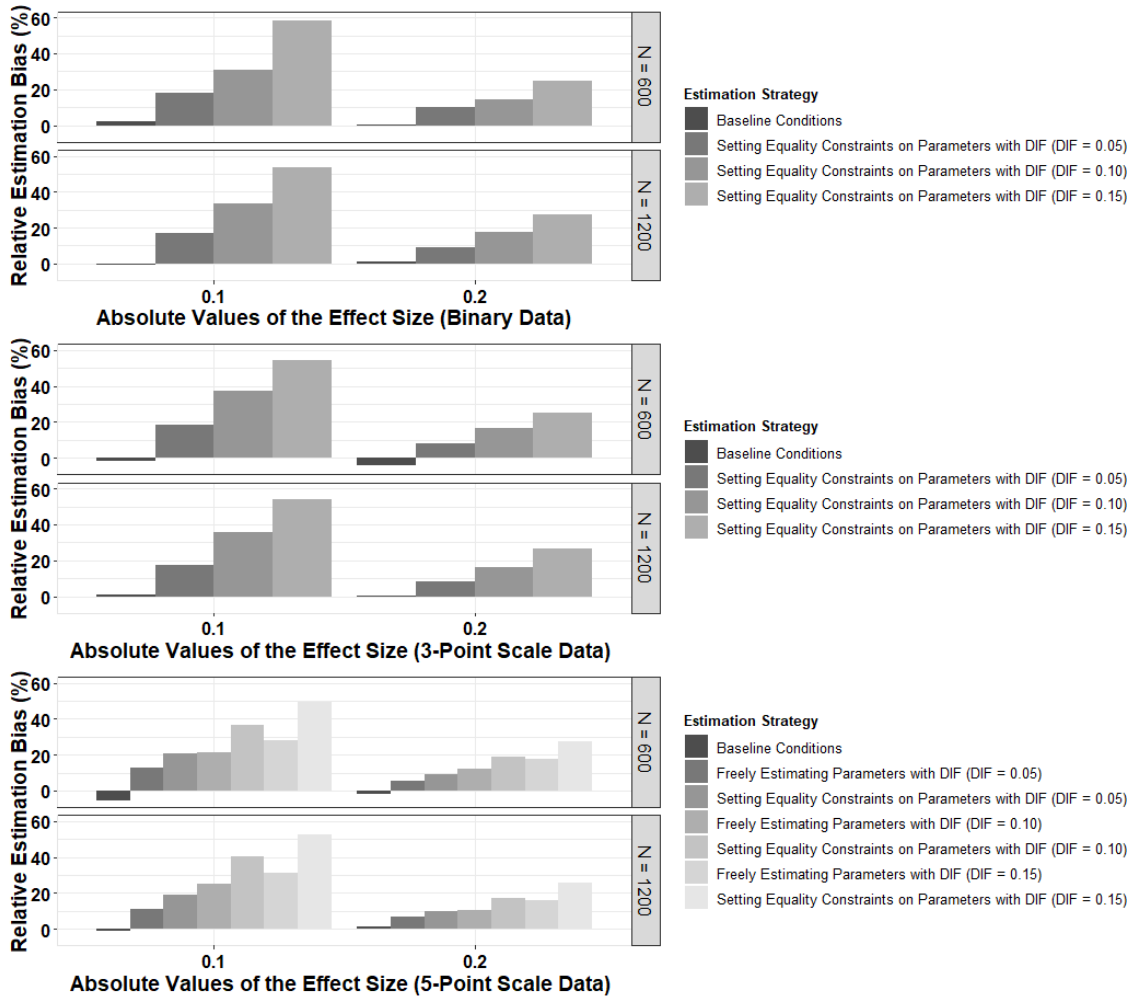 Relative Estimation Bias (%)
60
40
20
0
N = 600
60
40
20
0
N = 1200
0.1
0.2
Absolute Values of the Effect Size (Binary Data)
Estimation Strategy
Baseline Conditions
Setting Equality Constraints on Parameters with DIF (DIF = 0.05)
Setting Equality Constraints on Parameters with DIF (DIF = 0.10)
Setting Equality Constraints on Parameters with DIF (DIF = 0.15)
Relative Estimation Bias (%)
60
40
20
0
N = 600
60
40
20
0
N = 1200
0.1
0.2
Absolute Values of the Effect Size (3-Point Scale Data)
Estimation Strategy
Baseline Conditions
Setting Equality Constraints on Parameters with DIF (DIF = 0.05)
Setting Equality Constraints on Parameters with DIF (DIF = 0.10)
Setting Equality Constraints on Parameters with DIF (DIF = 0.15)
Relative Estimation Bias (%)
60
40
20
0
N = 600
60
40
20
0
N = 1200
0.1
0.2
Absolute Values of the Effect Size (5-Point Scale Data)
Estimation Strategy
Baseline Conditions
Freely Estimating Parameters with DIF (DIF = 0.05)
Setting Equality Constraints on Parameters with DIF (DIF = 0.05)
Freely Estimating Parameters with DIF (DIF = 0.10)
Setting Equality Constraints on Parameters with DIF (DIF = 0.10)
Freely Estimating Parameters with DIF (DIF = 0.15)
Setting Equality Constraints on Parameters with DIF (DIF = 0.15)